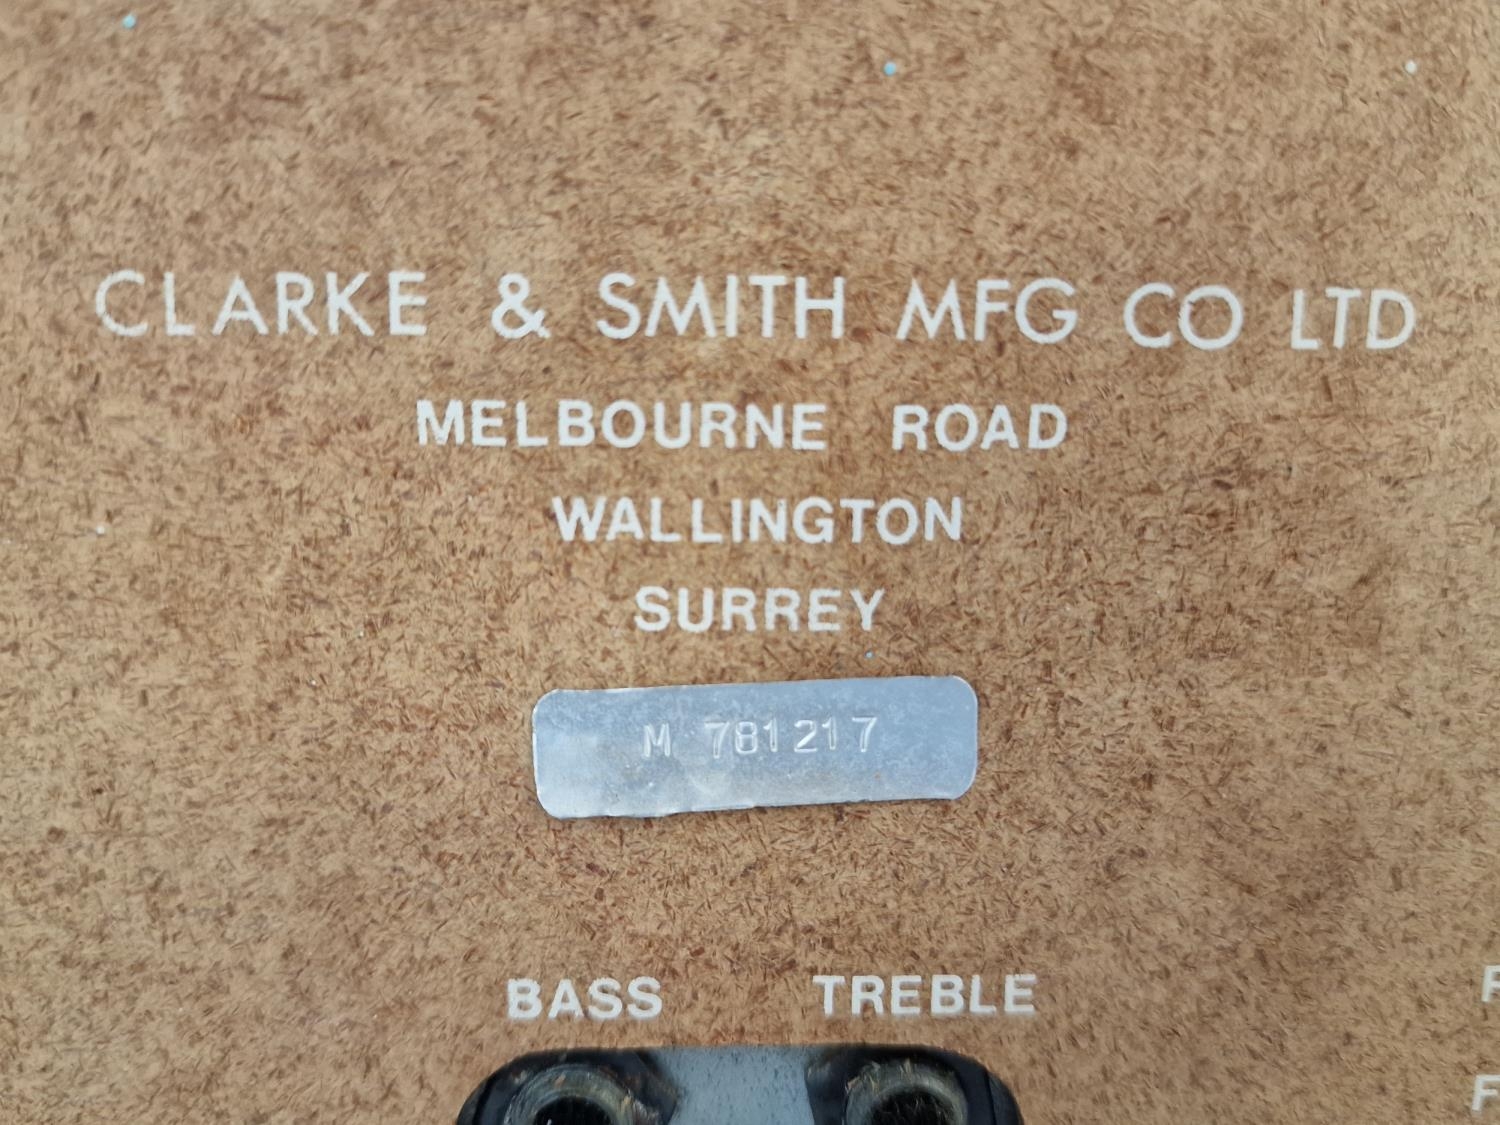 CLARKE & SMITH MFG CO LTD
MELBOURNE ROAD
WALLINGTON
SURREY
M 781217
BASS TREBLE